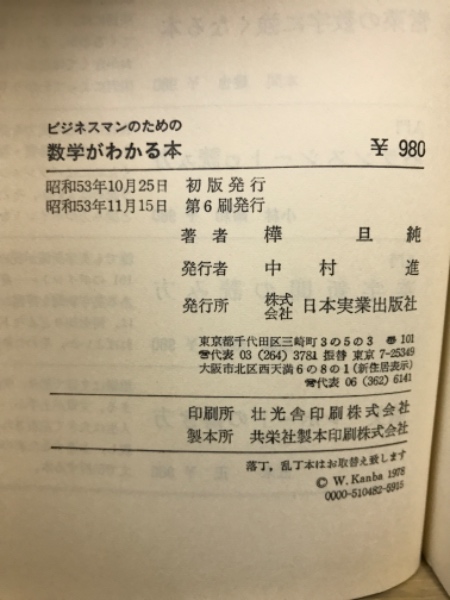 ビジネスマンのための
数学がわかる本 ¥ 980
昭和53年10月25日 初版発行
昭和53年11月15日 第6刷発行
著者 樺旦純
発行者 中村進
発行所 株式会社 日本実業出版社
東京都千代田区三崎町3の5の3 〠101
☎代表 03 (264) 3781 振替 東京 7-25349
大阪市北区西天満6の8の1 (新住居表示)
☎代表 06 (362) 6141
印刷所 壮光舎印刷株式会社
製本所 共栄社製本印刷株式会社
落丁, 乱丁本はお取替え致します
© W. Kanba 1978
0000-510482-5915